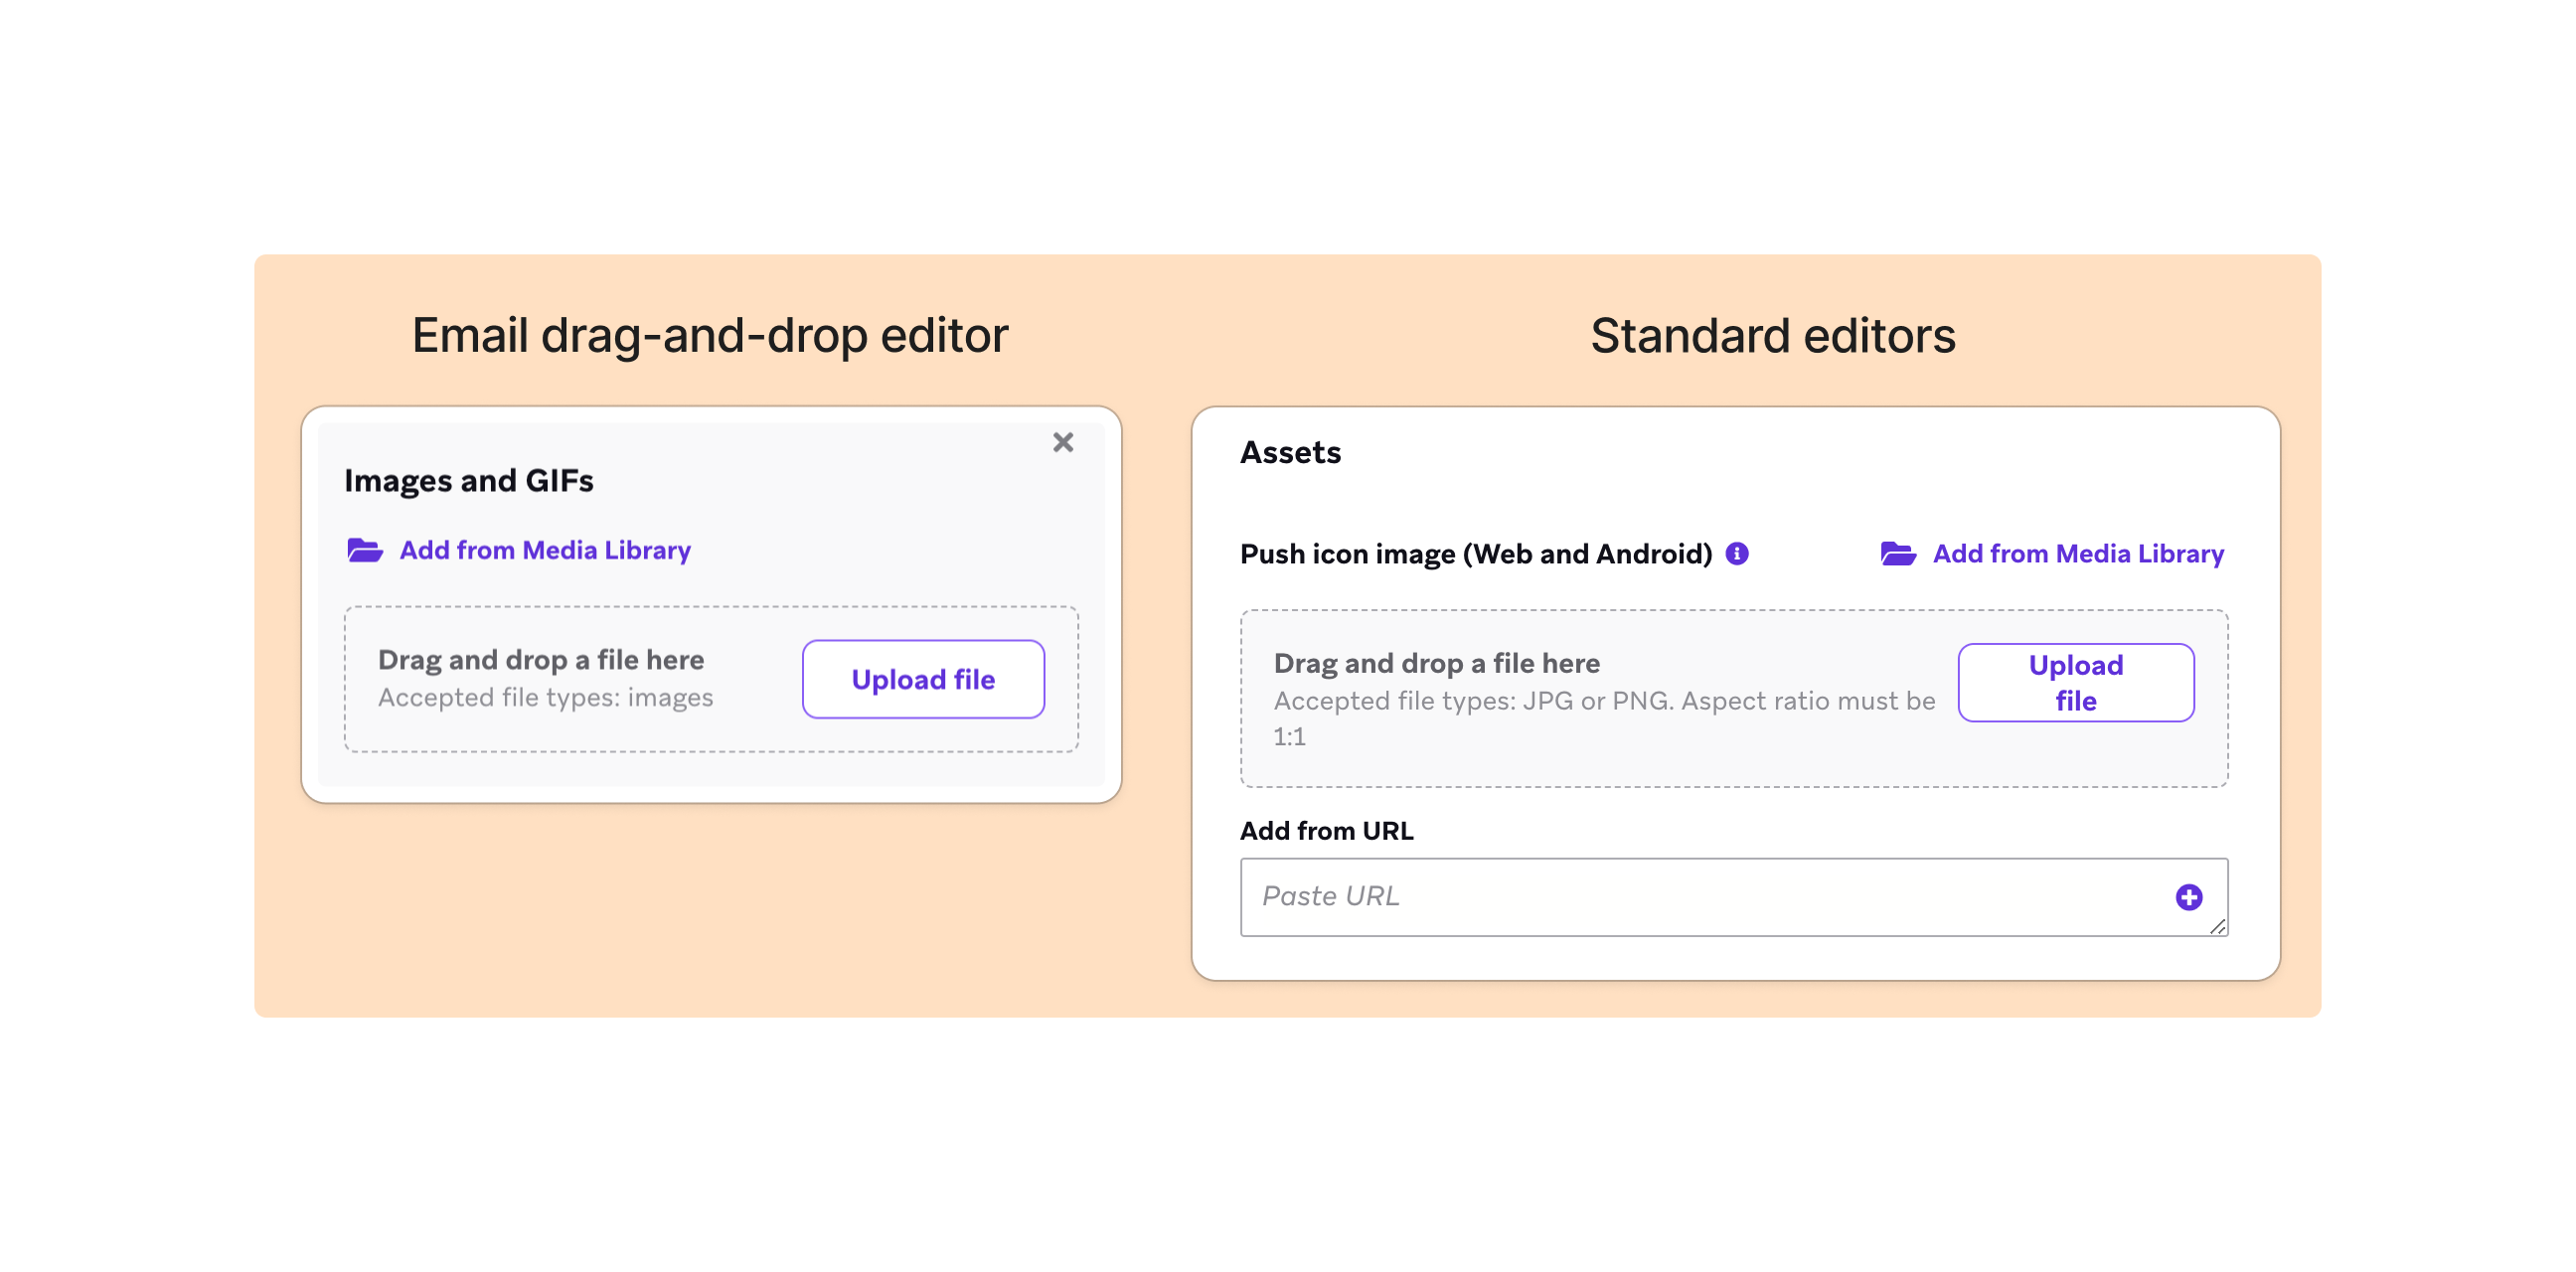 Email drag-and-drop editor
Images and GIFs
Add from Media Library
Drag and drop a file here
Accepted file types: images
Upload file
Standard editors
Assets
Push icon image (Web and Android)
Add from Media Library
Drag and drop a file here
Accepted file types: JPG or PNG. Aspect ratio must be
1:1
Upload
file
Add from URL
Paste URL